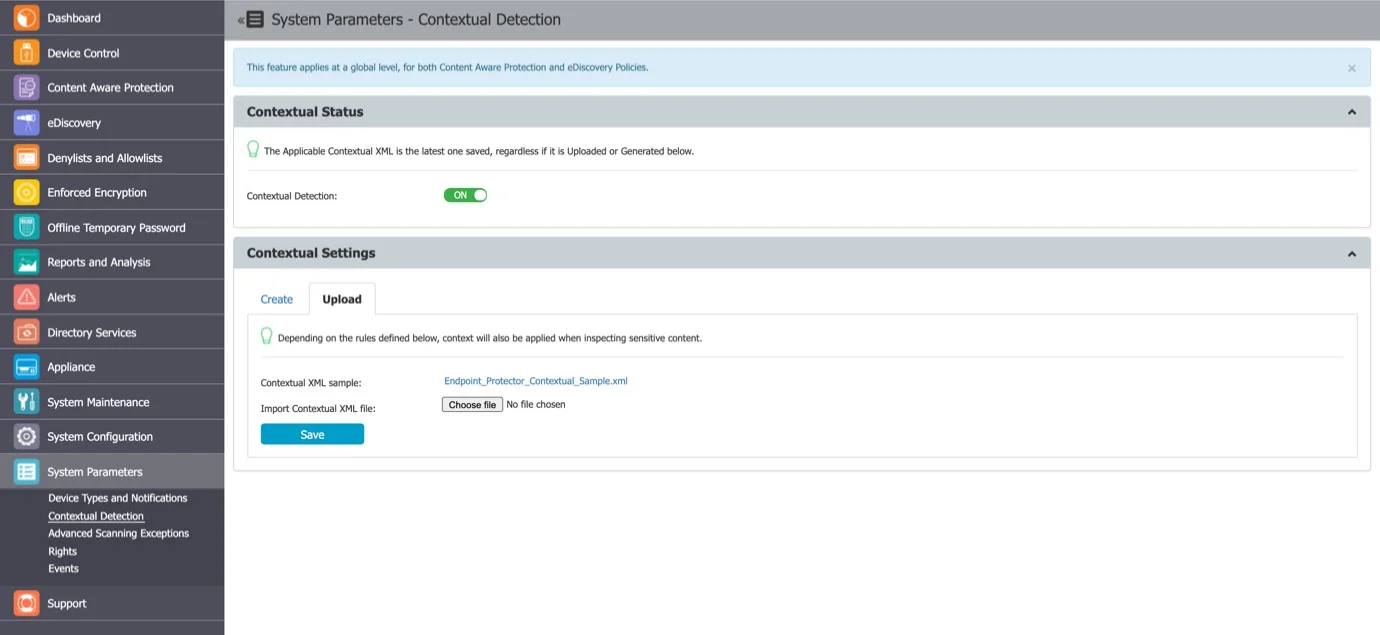 Dashboard
Device Control
Content Aware Protection
eDiscovery
Denylists and Allowlists
Enforced Encryption
Offline Temporary Password
Reports and Analysis
Alerts
Directory Services
Appliance
System Maintenance
System Configuration
System Parameters
Device Types and Notifications
Contextual Detection
Advanced Scanning Exceptions
Rights
Events
Support
« System Parameters - Contextual Detection
This feature applies at a global level, for both Content Aware Protection and eDiscovery Policies. ×
Contextual Status
The Applicable Contextual XML is the latest one saved, regardless if it is Uploaded or Generated below.
Contextual Detection: ON
Contextual Settings
Create Upload
Depending on the rules defined below, context will also be applied when inspecting sensitive content.
Contextual XML sample: Endpoint_Protector_Contextual_Sample.xml
Import Contextual XML file: Choose file No file chosen
Save